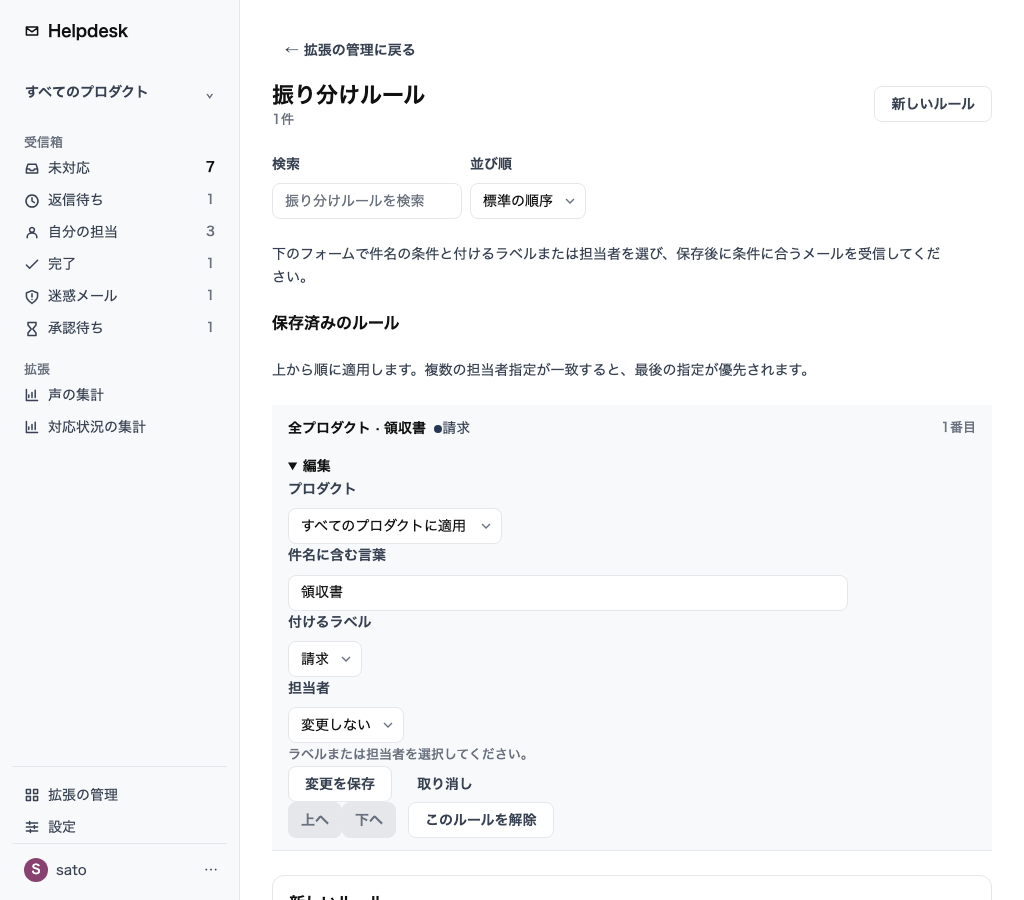 Helpdesk
すべてのプロダクト
受信箱
未対応 7
返信待ち 1
自分の担当 3
完了 1
迷惑メール 1
承認待ち 1
拡張
声の集計
対応状況の集計
拡張の管理
設定
S sato ...
← 拡張の管理に戻る
振り分けルール
1件
新しいルール
検索 並び順
振り分けルールを検索 標準の順序
下のフォームで件名の条件と付けるラベルまたは担当者を選び、保存後に条件に合うメールを受信してくだ
さい。
保存済みのルール
上から順に適用します。複数の担当者指定が一致すると、最後の指定が優先されます。
全プロダクト · 領収書 ●請求 1番目
▼ 編集
プロダクト
すべてのプロダクトに適用
件名に含む言葉
領収書
付けるラベル
請求
担当者
変更しない
ラベルまたは担当者を選択してください。
変更を保存 取り消し
上へ 下へ このルールを解除
新しいルール